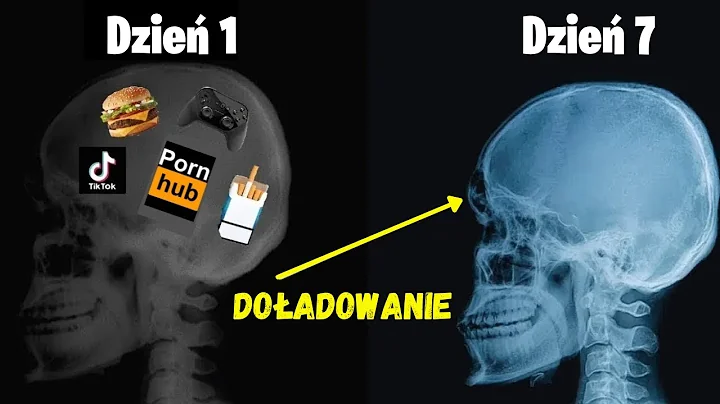 Dzień 1
Dzień 7
TikTok
Porn
hub
DOŁADOWANIE